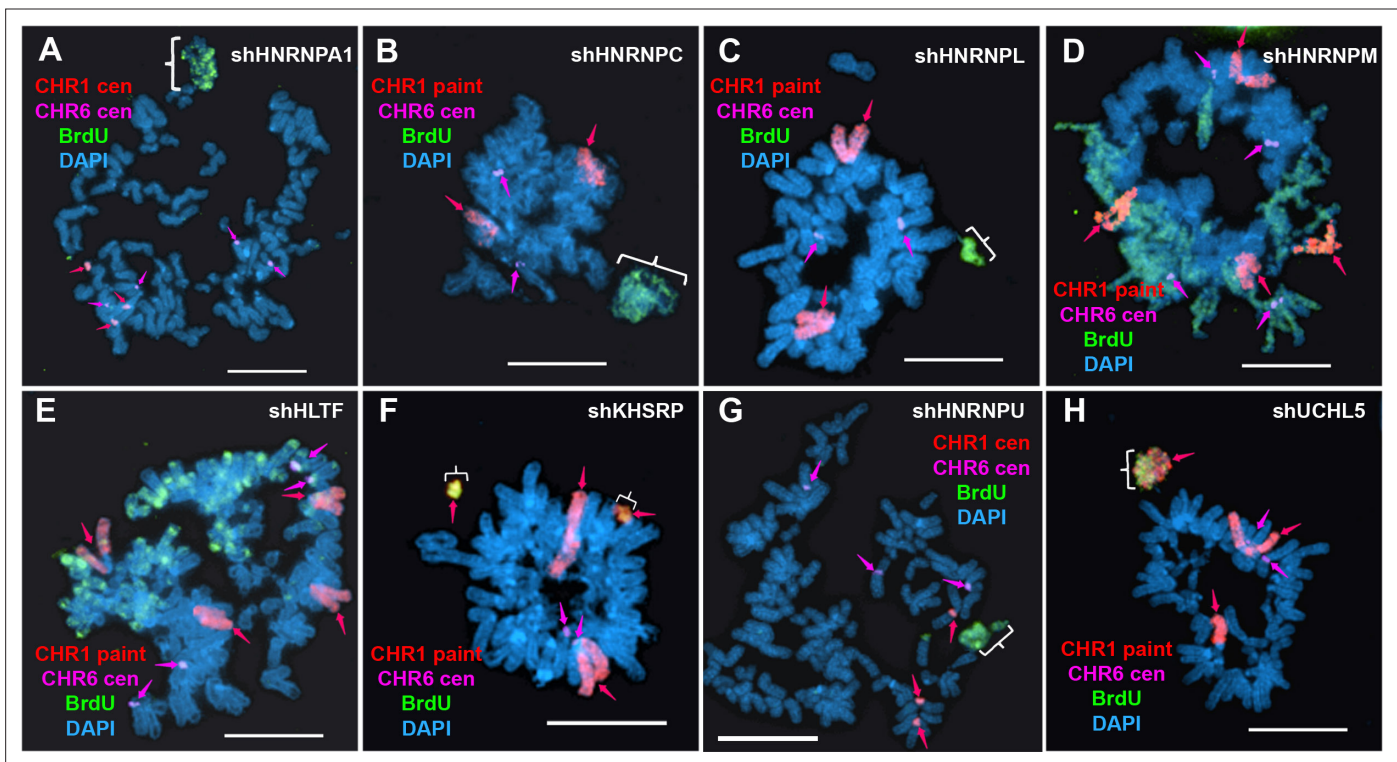 A
shHNRNPA1
CHR1 cen
CHR6 cen
BrdU
DAPI
B
shHNRNPC
CHR1 paint
CHR6 cen
BrdU
DAPI
C
shHNRNPL
CHR1 paint
CHR6 cen
BrdU
DAPI
D
shHNRNPM
CHR1 paint
CHR6 cen
BrdU
DAPI
E
shHLTF
CHR1 paint
CHR6 cen
BrdU
DAPI
F
shKHSRP
CHR1 paint
CHR6 cen
BrdU
DAPI
G
shHNRNPU
CHR1 cen
CHR6 cen
BrdU
DAPI
H
shUCHL5
CHR1 paint
CHR6 cen
BrdU
DAPI